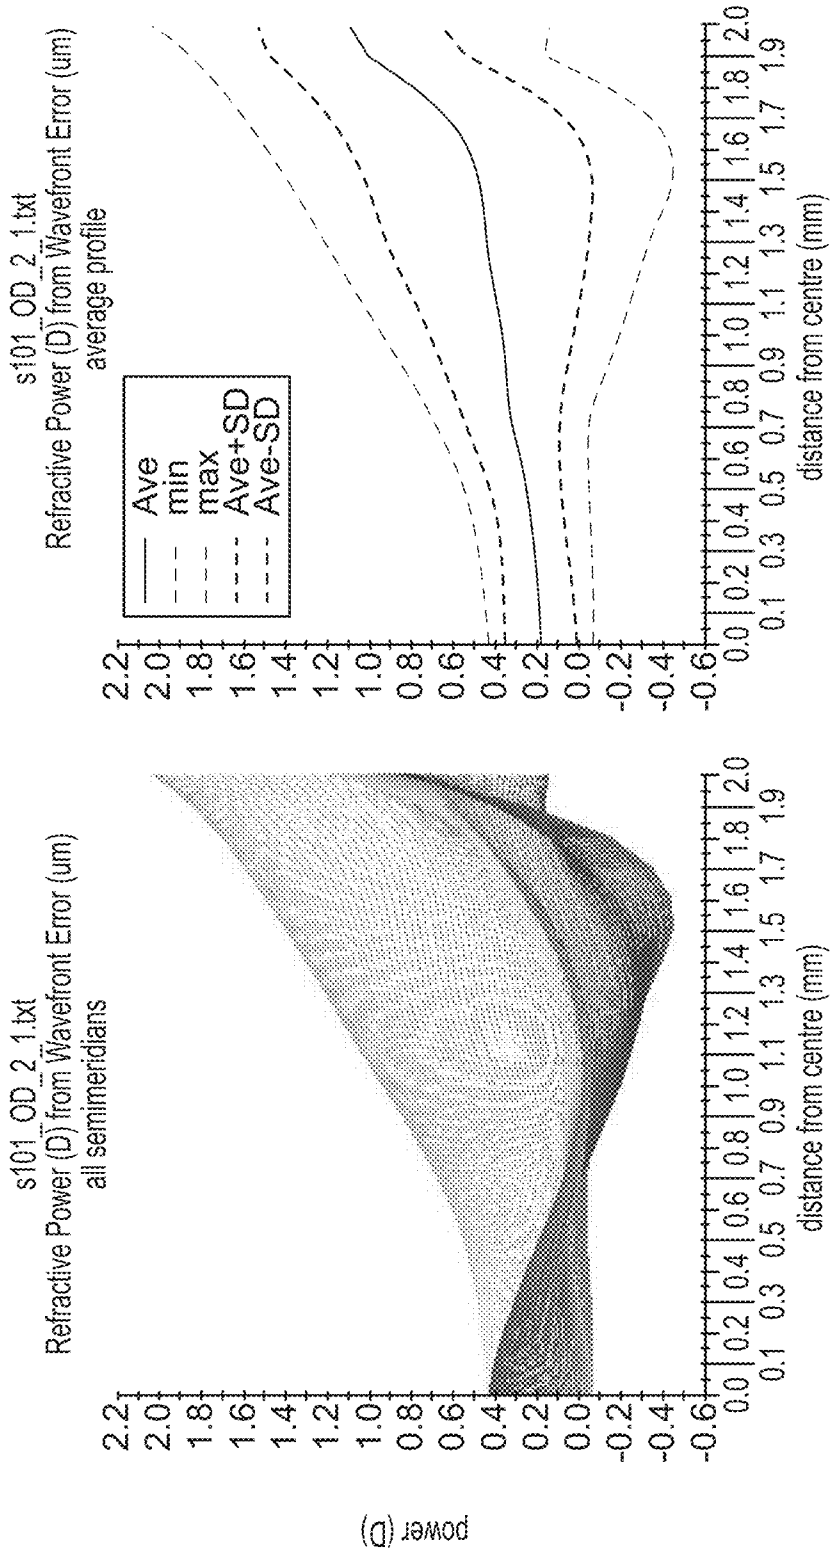 s101_OD_2_1.txt
Refractive Power (D) from Wavefront Error (um)
all semimeridians
power (D)
2.2
2.0
1.8
1.6
1.4
1.2
1.0
0.8
0.6
0.4
0.2
0.0
-0.2
-0.4
-0.6
0.0 0.2 0.4 0.6 0.8 1.0 1.2 1.4 1.6 1.8 2.0
0.1 0.3 0.5 0.7 0.9 1.1 1.3 1.5 1.7 1.9
distance from centre (mm)
s101_OD_2_1.txt
Refractive Power (D) from Wavefront Error (um)
average profile
Ave
min
max
Ave+SD
Ave-SD
2.2
2.0
1.8
1.6
1.4
1.2
1.0
0.8
0.6
0.4
0.2
0.0
-0.2
-0.4
-0.6
0.0 0.2 0.4 0.6 0.8 1.0 1.2 1.4 1.6 1.8 2.0
0.1 0.3 0.5 0.7 0.9 1.1 1.3 1.5 1.7 1.9
distance from centre (mm)